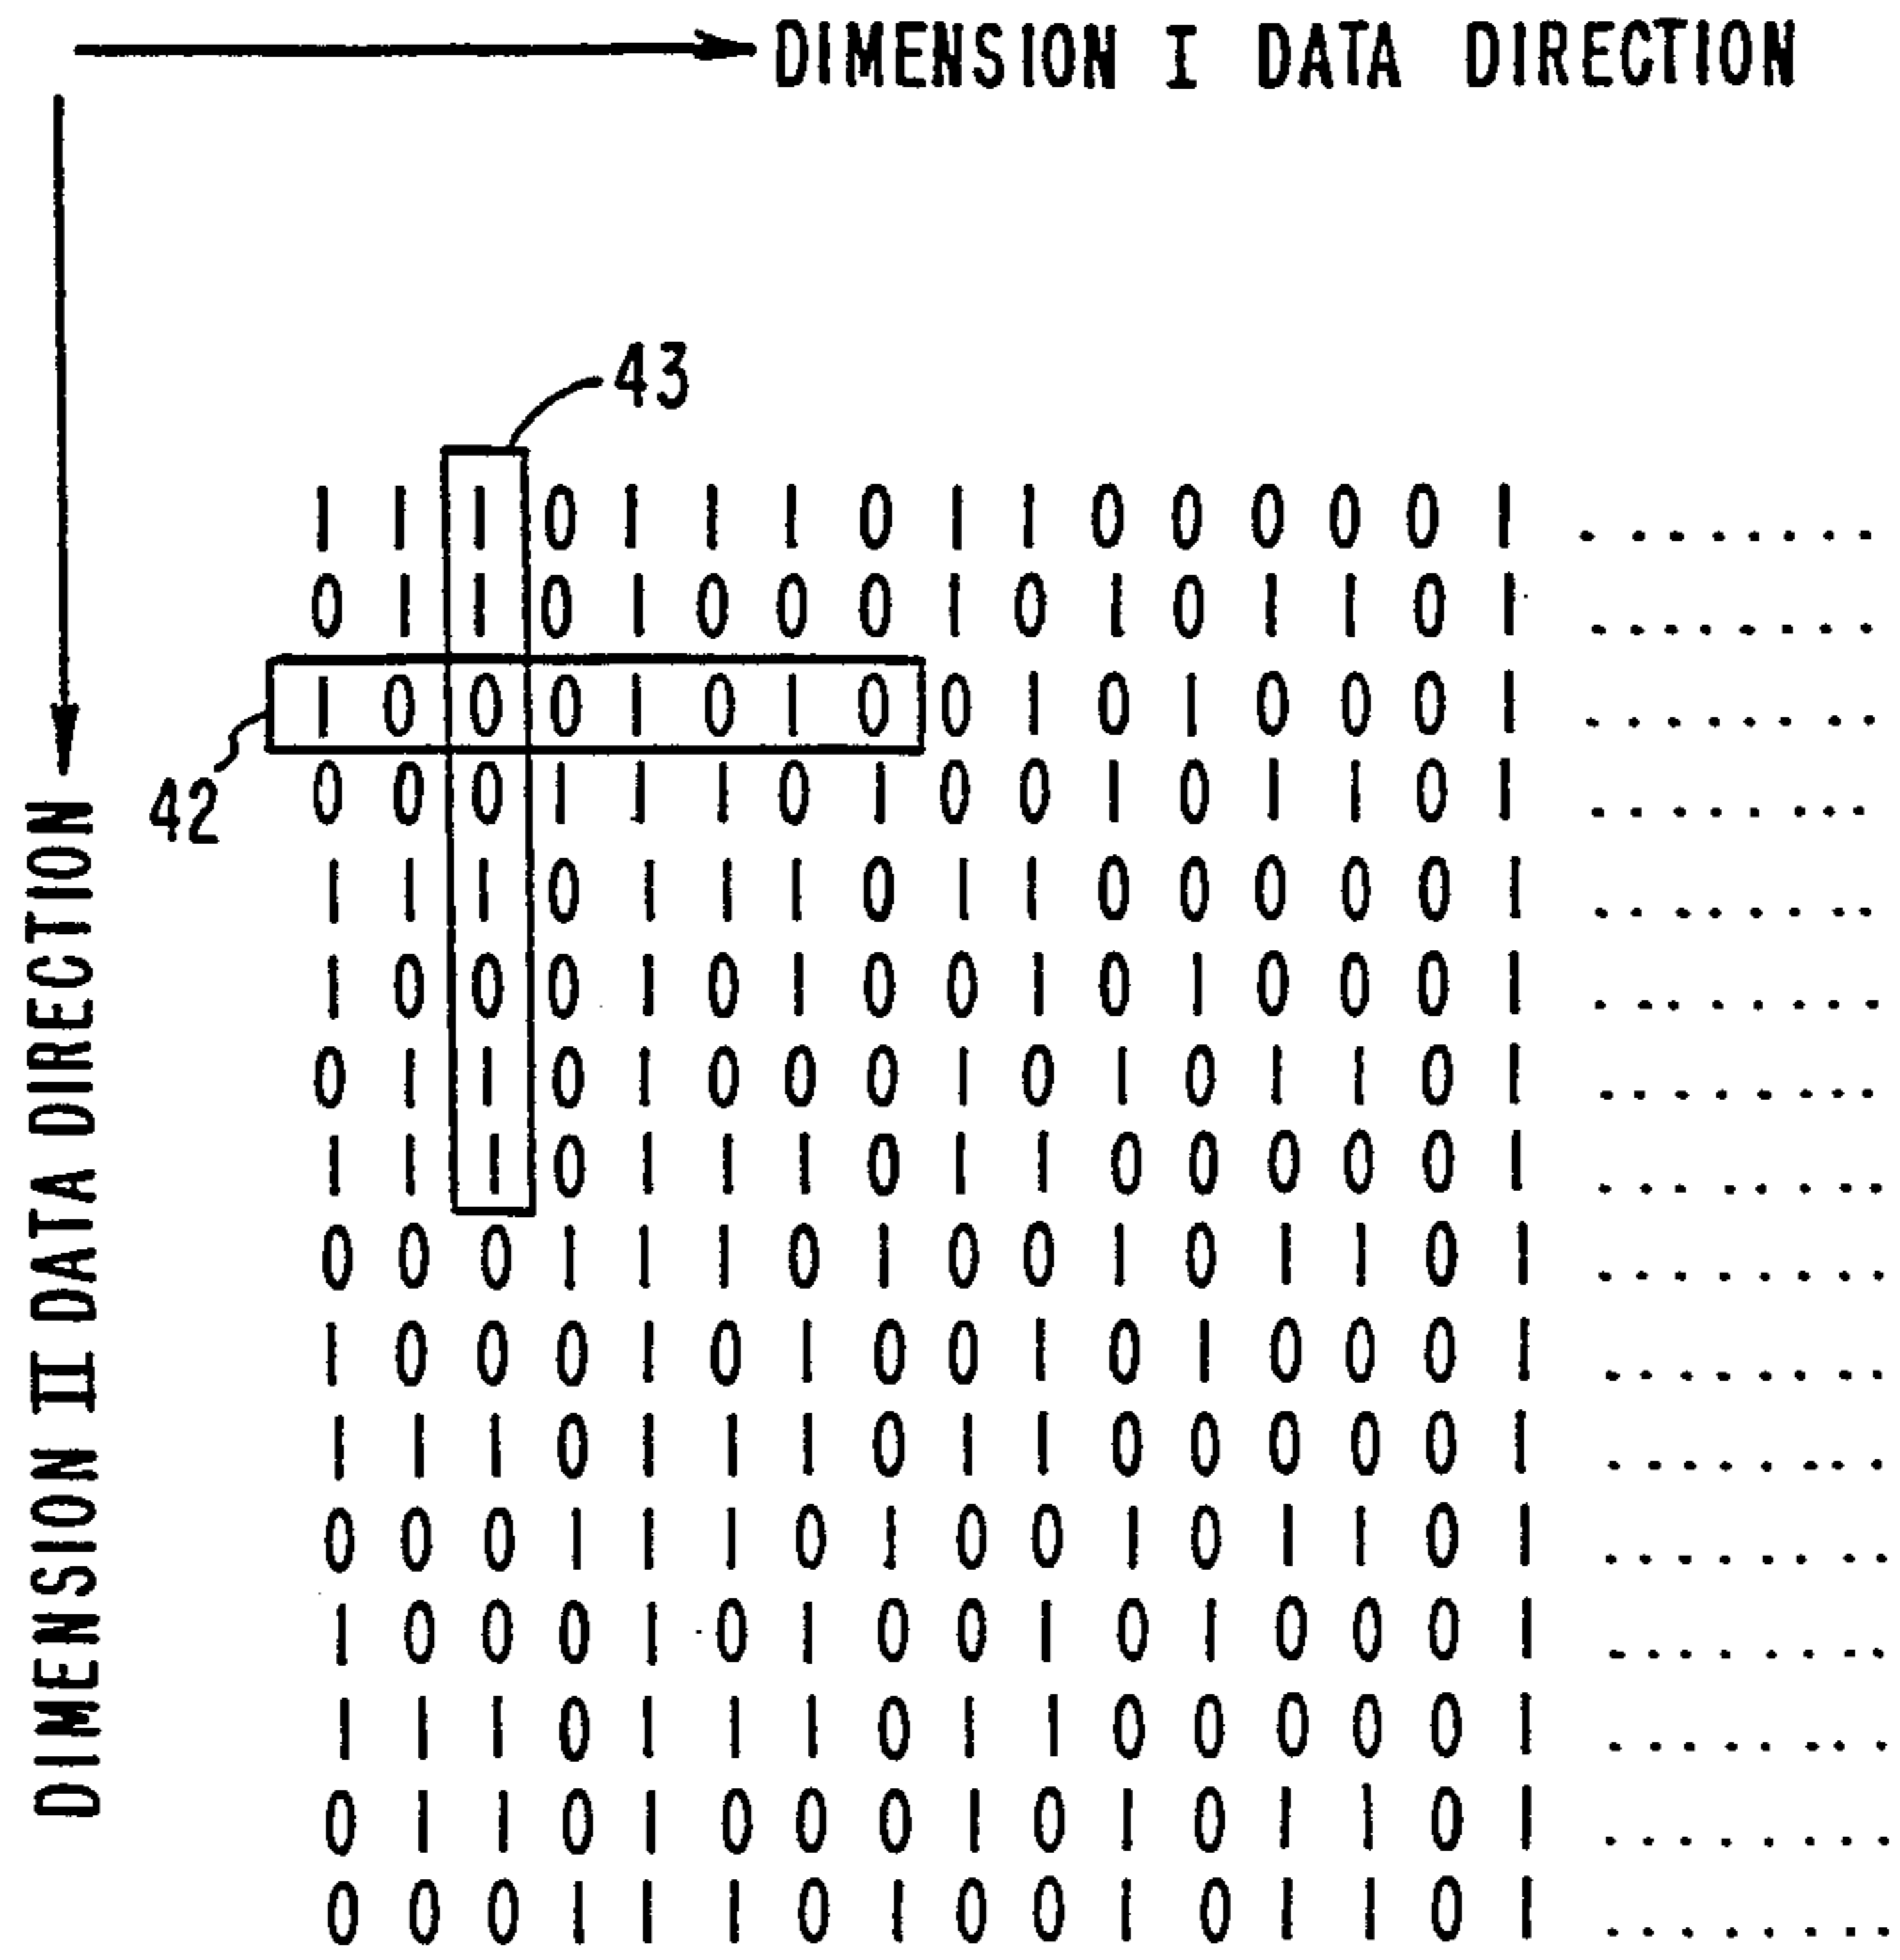 DIMENSION I DATA DIRECTION
DIMENSION II DATA DIRECTION
43
1 1 1 0 1 1 1 0 1 1 0 0 0 0 0 1 ........
0 1 1 0 1 0 0 0 1 0 1 0 1 1 0 1 ........
1 0 0 0 1 0 1 0 0 1 0 1 0 0 0 1 ........
42
0 0 0 1 1 1 0 1 0 0 1 0 1 1 0 1 ........
1 1 1 0 1 1 1 0 1 1 0 0 0 0 0 1 ........
1 0 0 0 1 0 1 0 0 1 0 1 0 0 0 1 ........
0 1 1 0 1 0 0 0 1 0 1 0 1 1 0 1 ........
1 1 1 0 1 1 1 0 1 1 0 0 0 0 0 1 ........
0 0 0 1 1 1 0 1 0 0 1 0 1 1 0 1 ........
1 0 0 0 1 0 1 0 0 1 0 1 0 0 0 1 ........
1 1 1 0 1 1 1 0 1 1 0 0 0 0 0 1 ........
0 0 0 1 1 1 0 1 0 0 1 0 1 1 0 1 ........
1 0 0 0 1 0 1 0 0 1 0 1 0 0 0 1 ........
1 1 1 0 1 1 1 0 1 1 0 0 0 0 0 1 ........
0 1 1 0 1 0 0 0 1 0 1 0 1 1 0 1 ........
0 0 0 1 1 1 0 1 0 0 1 0 1 1 0 1 ........